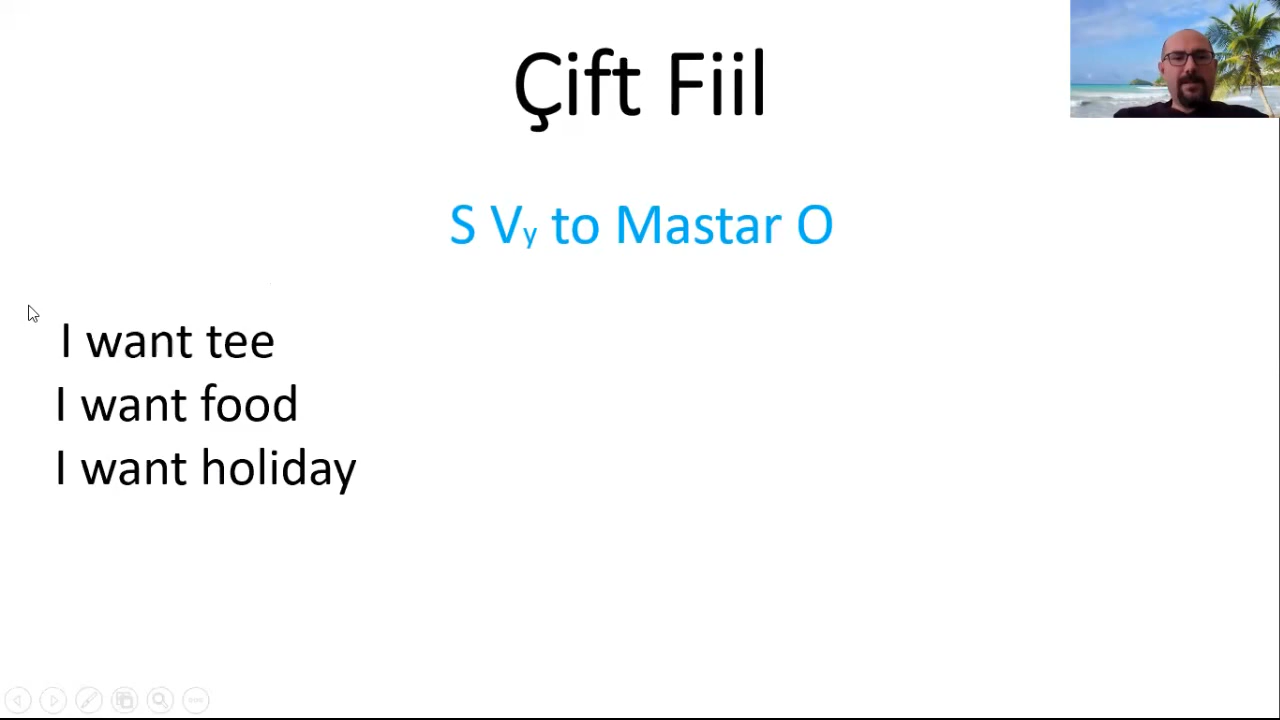 Çift Fiil
S Vy to Mastar O
I want tee
I want food
I want holiday